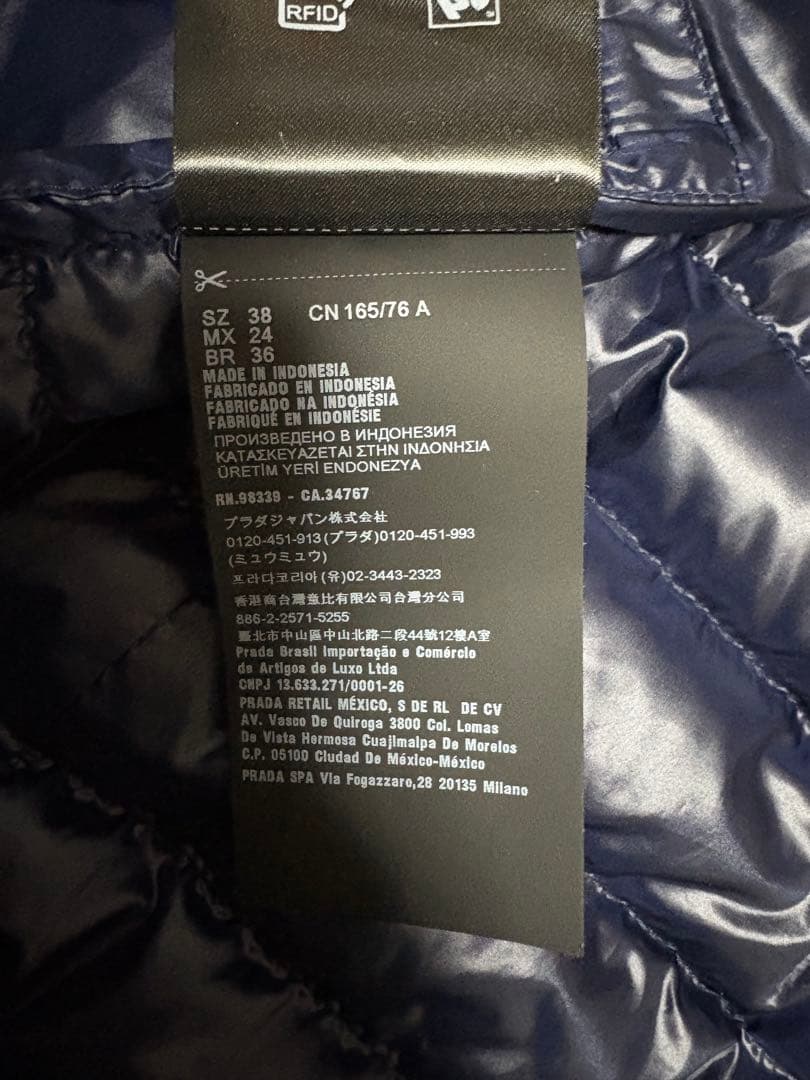 RFID
SZ 38 CN 165/76 A
MX 24
BR 36
MADE IN INDONESIA
FABRICADO EN INDONESIA
FABRICADO NA INDONÉSIA
FABRIQUÉ EN INDONÉSIE
ПРОИЗВЕДЕНО В ИНДОНЕЗИЯ
ΚΑΤΑΣΚΕΥΑΖΕΤΑΙ ΣΤΗΝ ΙΝΔΟΝΗΣΙΑ
ÜRETİM YERİ ENDONEZYA
RN.98339 - CA.34767
プラダジャパン株式会社
0120-451-913(プラダ)0120-451-993
(ミュウミュウ)
프라다코리아(유)02-3443-2323
香港商台灣童比有限公司台灣分公司
886-2-2571-5255
臺北市中山區中山北路二段44號12樓A室
Prada Brasil Importação e Comércio
de Artigos de Luxo Ltda
CNPJ 13.633.271/0001-26
PRADA RETAIL MÉXICO, S DE RL DE CV
AV. Vasco De Quiroga 3800 Col. Lomas
De Vista Hermosa Cuajimalpa De Morelos
C.P. 05100 Ciudad De México-México
PRADA SPA Via Fogazzaro,28 20135 Milano